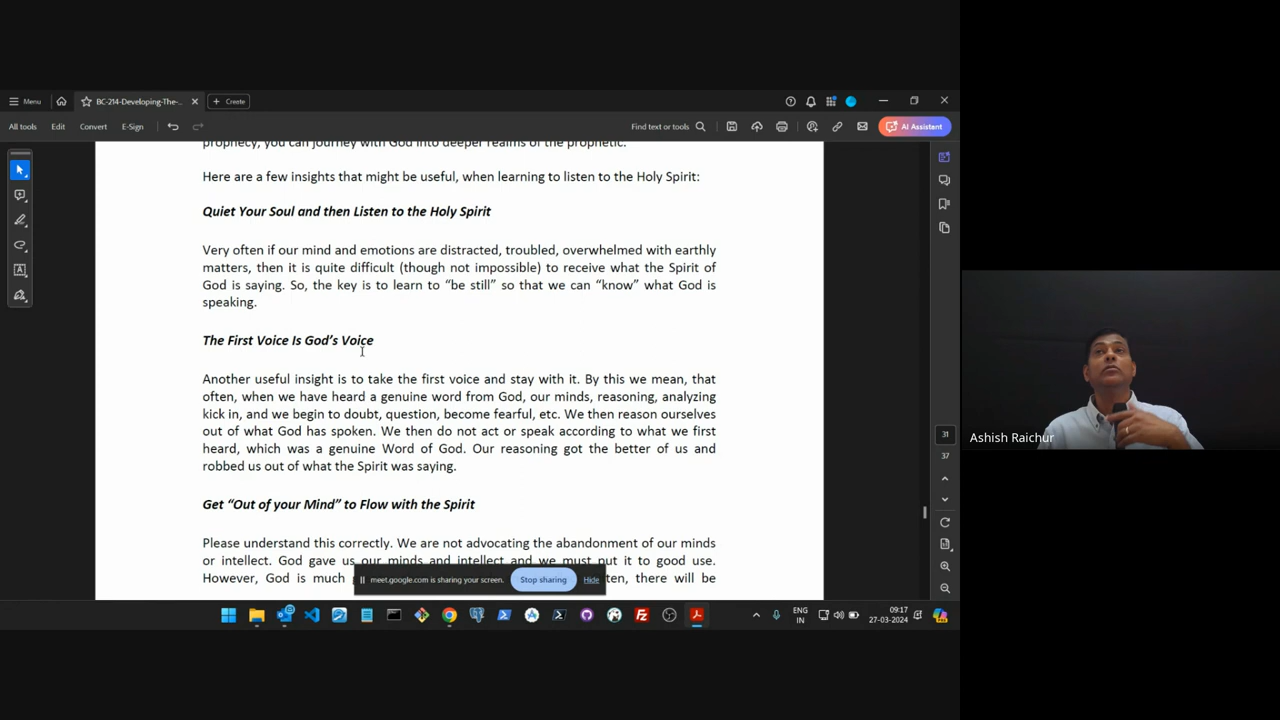 Menu
BC-214-Developing-The-...
Create
All tools
Edit
Convert
E-Sign
Find text or tools
AI Assistant
prophecy, you can journey with God into deeper realms of the prophetic.
Here are a few insights that might be useful, when learning to listen to the Holy Spirit:
Quiet Your Soul and then Listen to the Holy Spirit
Very often if our mind and emotions are distracted, troubled, overwhelmed with earthly
matters, then it is quite difficult (though not impossible) to receive what the Spirit of
God is saying. So, the key is to learn to “be still” so that we can “know” what God is
speaking.
The First Voice Is God’s Voice
Another useful insight is to take the first voice and stay with it. By this we mean, that
often, when we have heard a genuine word from God, our minds, reasoning, analyzing
kick in, and we begin to doubt, question, become fearful, etc. We then reason ourselves
out of what God has spoken. We then do not act or speak according to what we first
heard, which was a genuine Word of God. Our reasoning got the better of us and
robbed us out of what the Spirit was saying.
Get “Out of your Mind” to Flow with the Spirit
Please understand this correctly. We are not advocating the abandonment of our minds
or intellect. God gave us our minds and intellect and we must put it to good use.
However, God is much
ten, there will be
31
37
meet.google.com is sharing your screen.
Stop sharing
Hide
ENG
IN
09:17
27-03-2024
Ashish Raichur